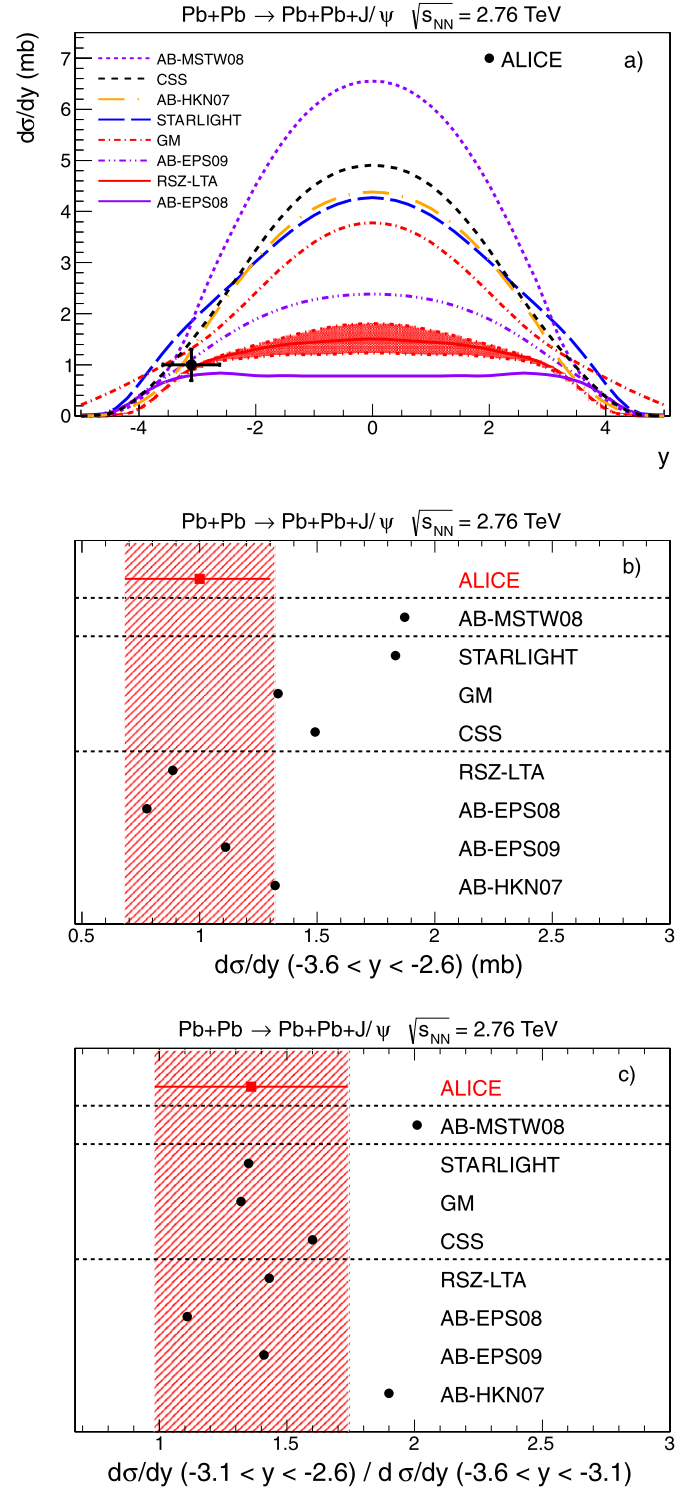 Pb+Pb → Pb+Pb+J/ψ √sNN = 2.76 TeV
dσ/dy (mb)
7
6
5
4
3
2
1
0
AB-MSTW08
CSS
AB-HKN07
STARLIGHT
GM
AB-EPS09
RSZ-LTA
AB-EPS08
ALICE
a)
-4 -2 0 2 4
y
Pb+Pb → Pb+Pb+J/ψ √sNN = 2.76 TeV
b)
ALICE
AB-MSTW08
STARLIGHT
GM
CSS
RSZ-LTA
AB-EPS08
AB-EPS09
AB-HKN07
0.5 1 1.5 2 2.5 3
dσ/dy (-3.6 < y < -2.6) (mb)
Pb+Pb → Pb+Pb+J/ψ √sNN = 2.76 TeV
c)
ALICE
AB-MSTW08
STARLIGHT
GM
CSS
RSZ-LTA
AB-EPS08
AB-EPS09
AB-HKN07
1 1.5 2 2.5 3
dσ/dy (-3.1 < y < -2.6) / d σ/dy (-3.6 < y < -3.1)